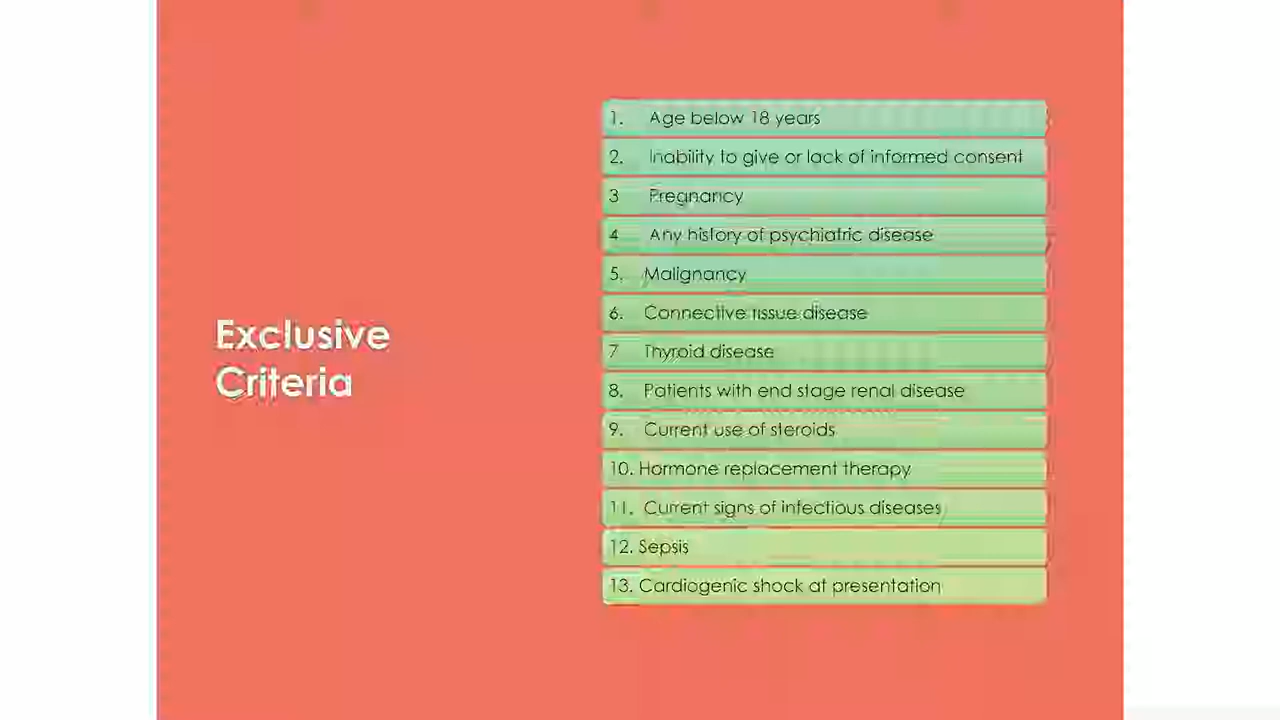 Exclusive
Criteria
1. Age below 18 years
2. Inability to give or lack of informed consent
3 Pregnancy
4 Any history of psychiatric disease
5. Malignancy
6. Connective tissue disease
7 Thyroid disease
8. Patients with end stage renal disease
9. Current use of steroids
10. Hormone replacement therapy
11. Current signs of infectious diseases
12. Sepsis
13. Cardiogenic shock at presentation